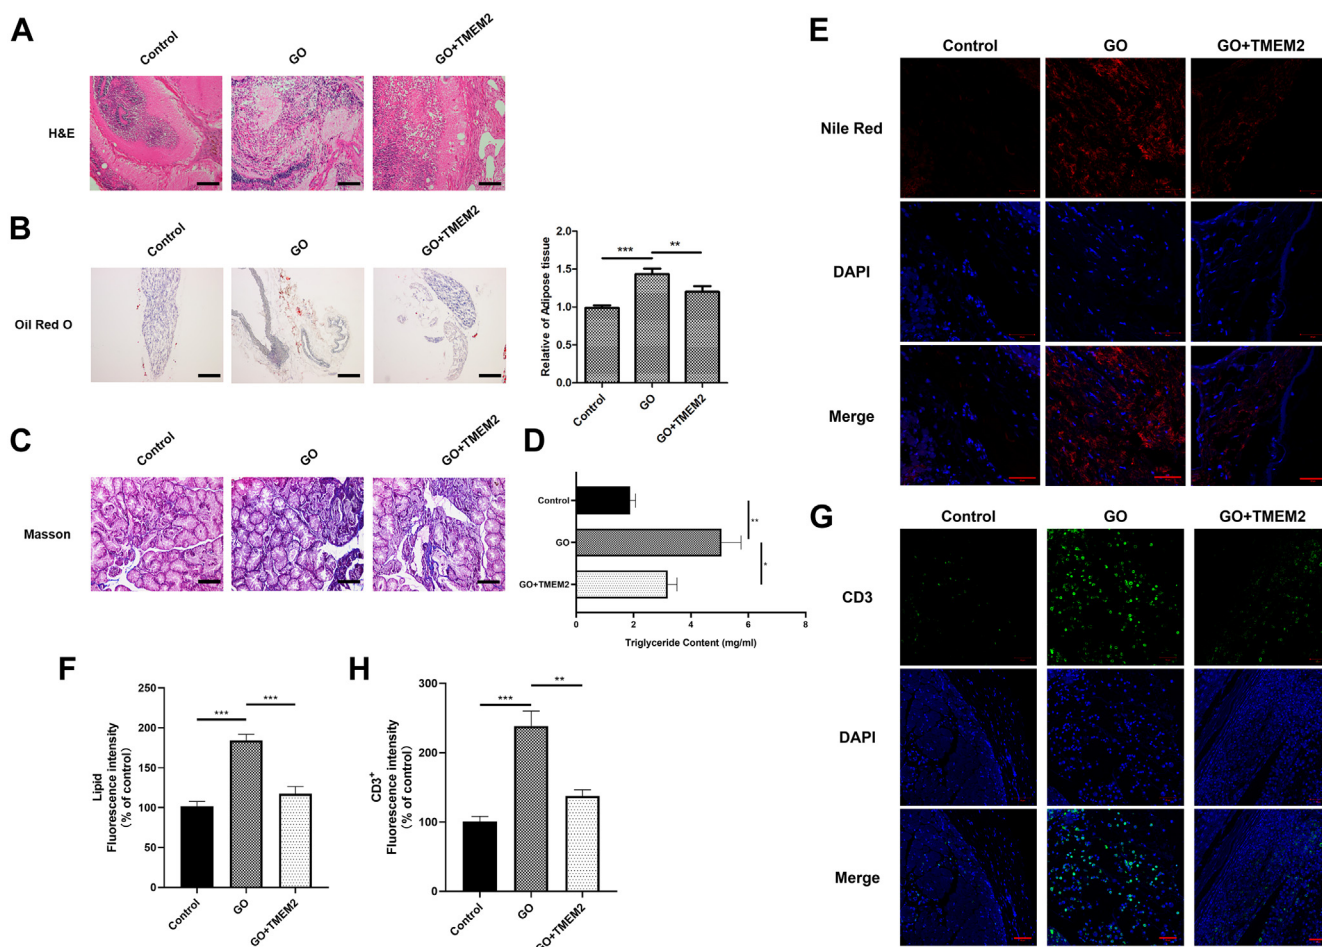 A
Control
GO
GO+TMEM2
H&E
B
Control
GO
GO+TMEM2
Oil Red O
Relative of Adipose tissue
2.0
1.5
1.0
0.5
0.0
***
**
Control
GO
GO+TMEM2
C
Control
GO
GO+TMEM2
Masson
D
Control
GO
GO+TMEM2
**
*
0
2
4
6
8
Triglyceride Content (mg/ml)
E
Control
GO
GO+TMEM2
Nile Red
DAPI
Merge
F
Lipid
Fluorescence intensity
(% of control)
250
200
150
100
50
0
***
***
Control
GO
GO+TMEM2
H
CD3+
Fluorescence intensity
(% of control)
300
200
100
0
***
**
Control
GO
GO+TMEM2
G
Control
GO
GO+TMEM2
CD3
DAPI
Merge